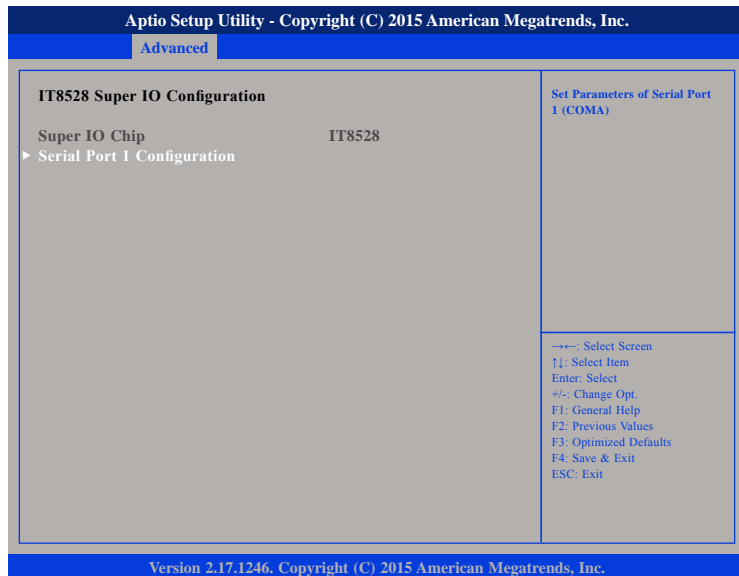 Aptio Setup Utility - Copyright (C) 2015 American Megatrends, Inc.
Advanced
IT8528 Super IO Configuration
Super IO Chip IT8528
▶ Serial Port 1 Configuration
Set Parameters of Serial Port
1 (COMA)
→←: Select Screen
↑↓: Select Item
Enter: Select
+/-: Change Opt.
F1: General Help
F2: Previous Values
F3: Optimized Defaults
F4: Save & Exit
ESC: Exit
Version 2.17.1246. Copyright (C) 2015 American Megatrends, Inc.